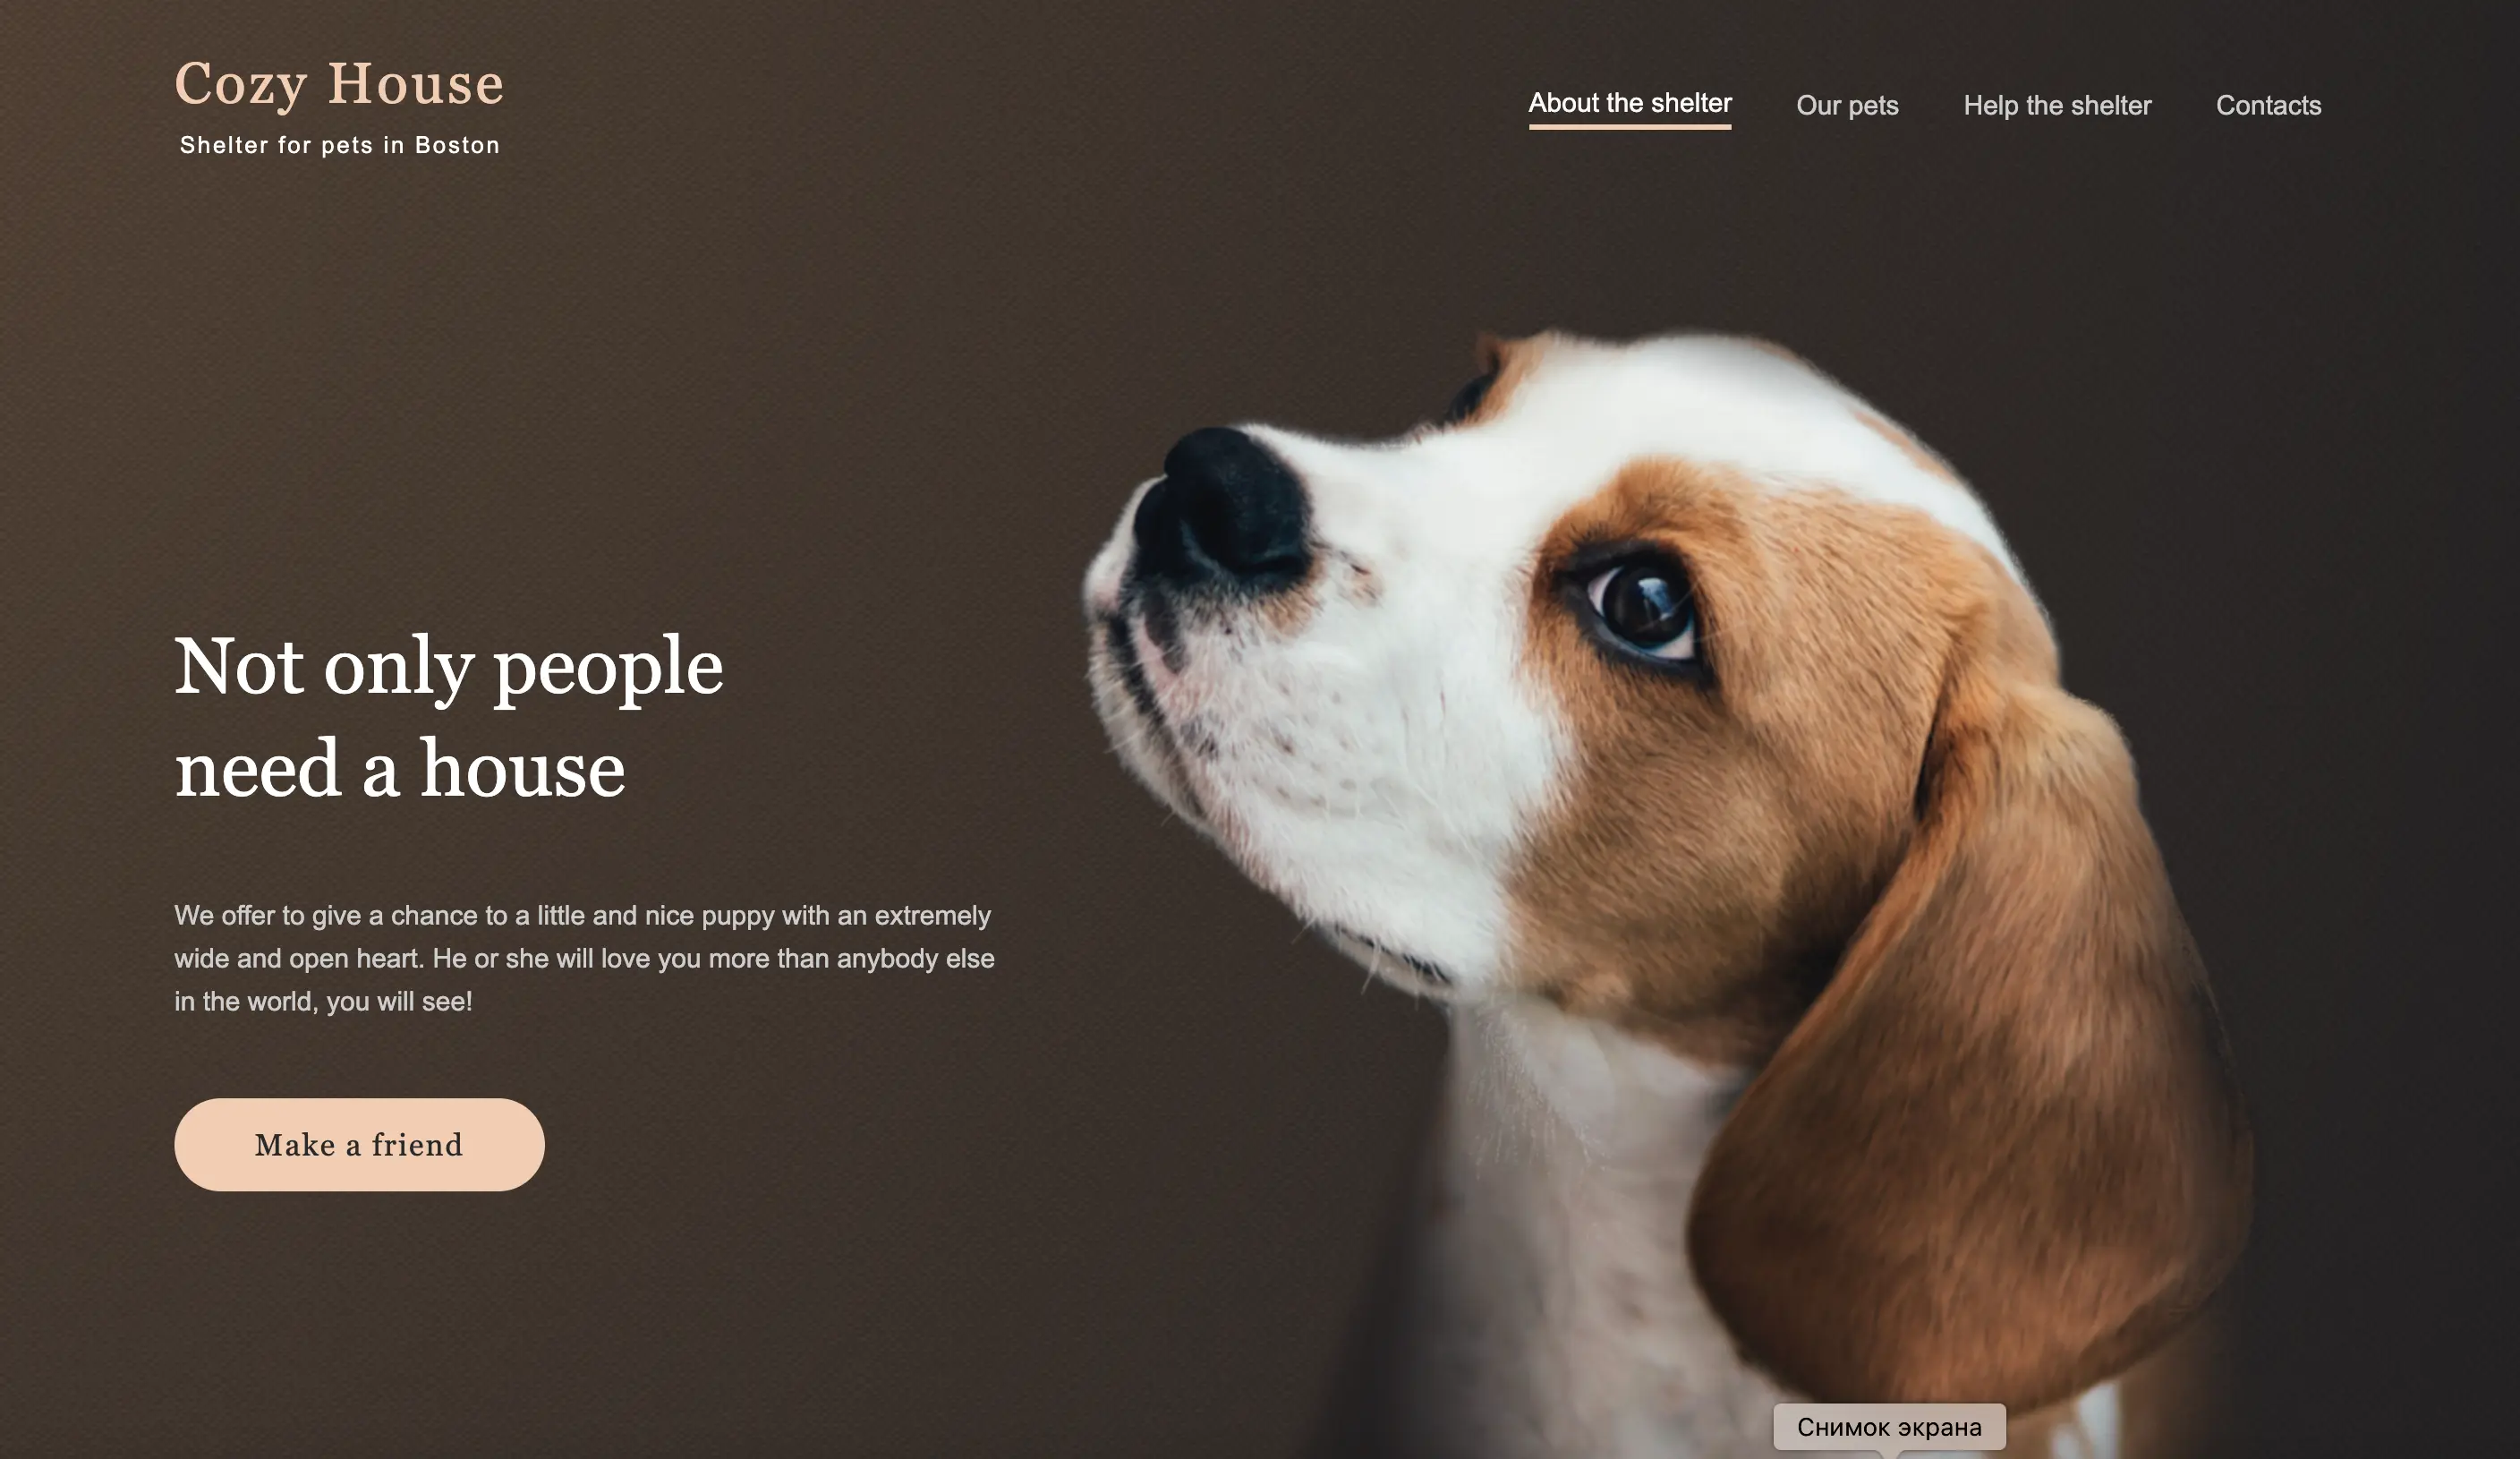 Cozy House
Shelter for pets in Boston
About the shelter
Our pets
Help the shelter
Contacts
Not only people
need a house
We offer to give a chance to a little and nice puppy with an extremely
wide and open heart. He or she will love you more than anybody else
in the world, you will see!
Make a friend
Снимок экрана